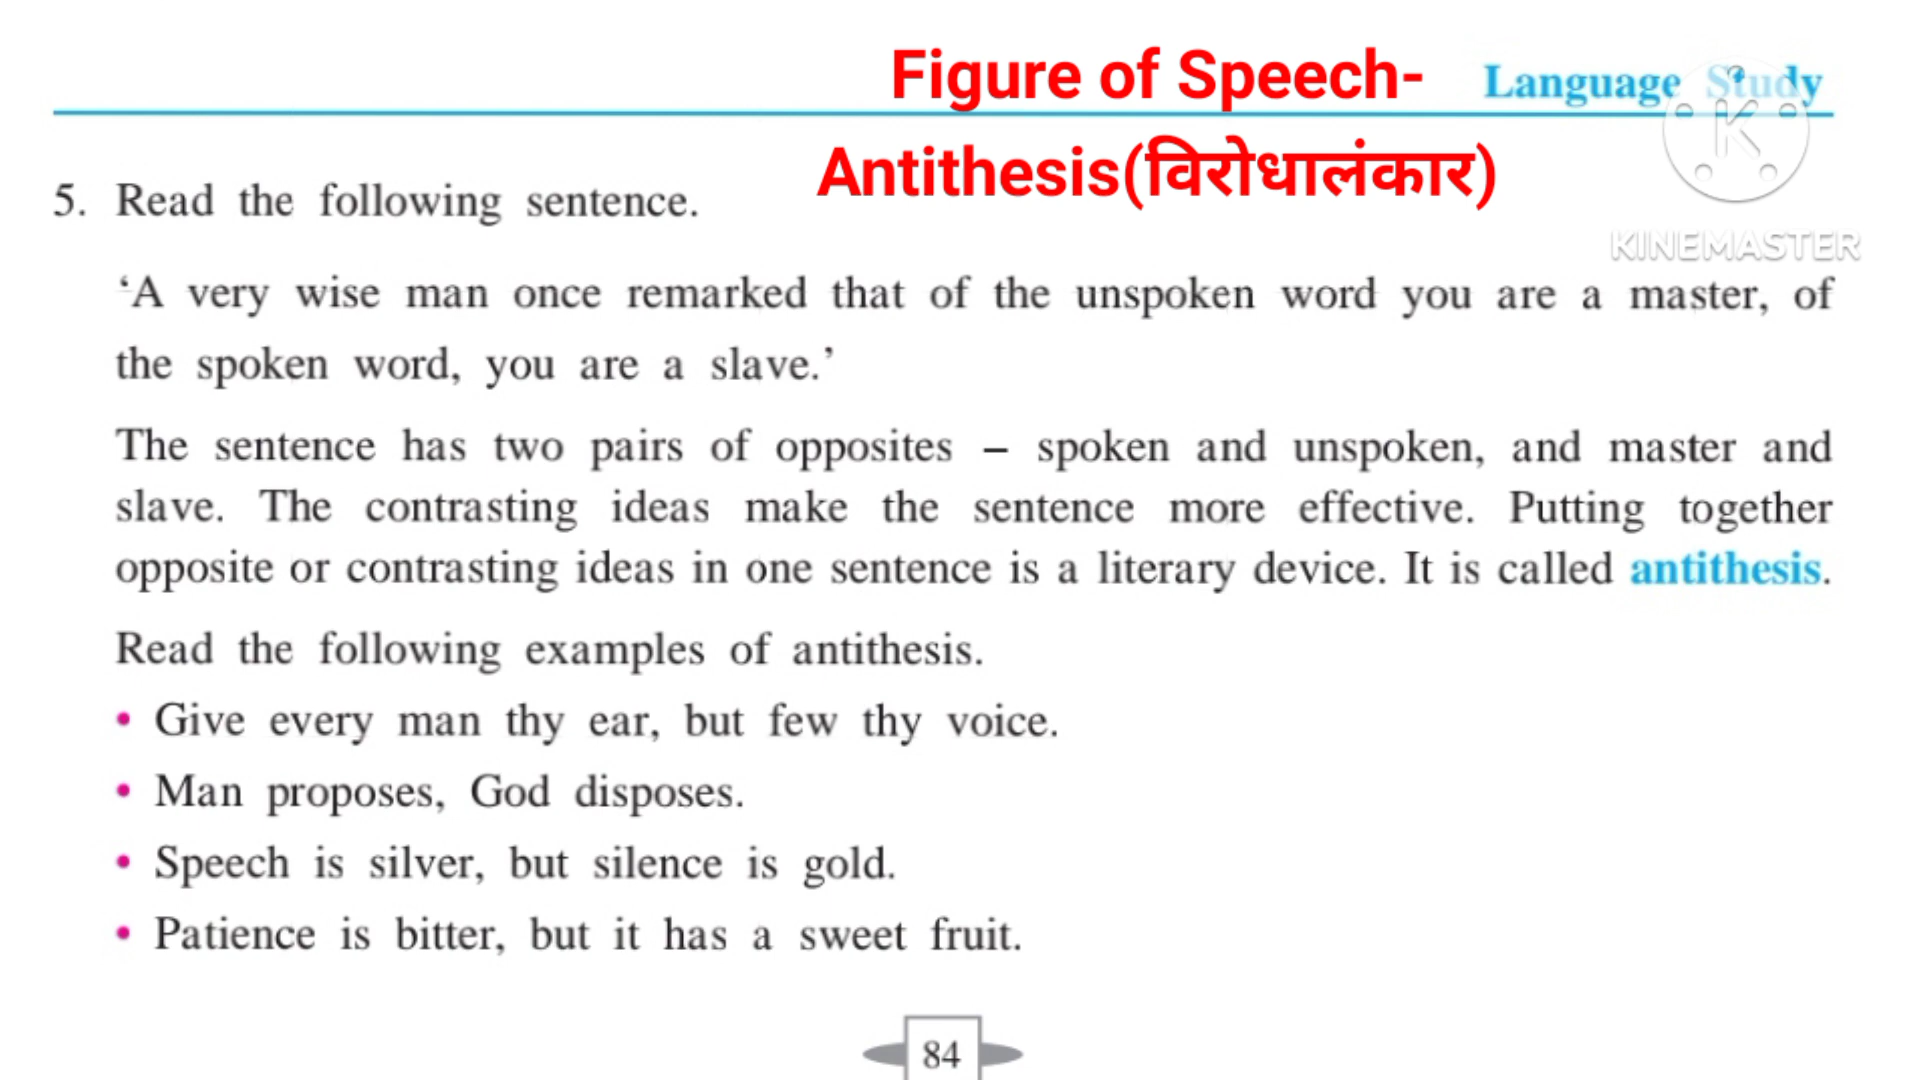 Figure of Speech-
Language Study
Antithesis(विरोधालंकार)
KINEMASTER
5. Read the following sentence.
‘A very wise man once remarked that of the unspoken word you are a master, of
the spoken word, you are a slave.’
The sentence has two pairs of opposites – spoken and unspoken, and master and
slave. The contrasting ideas make the sentence more effective. Putting together
opposite or contrasting ideas in one sentence is a literary device. It is called antithesis.
Read the following examples of antithesis.
• Give every man thy ear, but few thy voice.
• Man proposes, God disposes.
• Speech is silver, but silence is gold.
• Patience is bitter, but it has a sweet fruit.
84